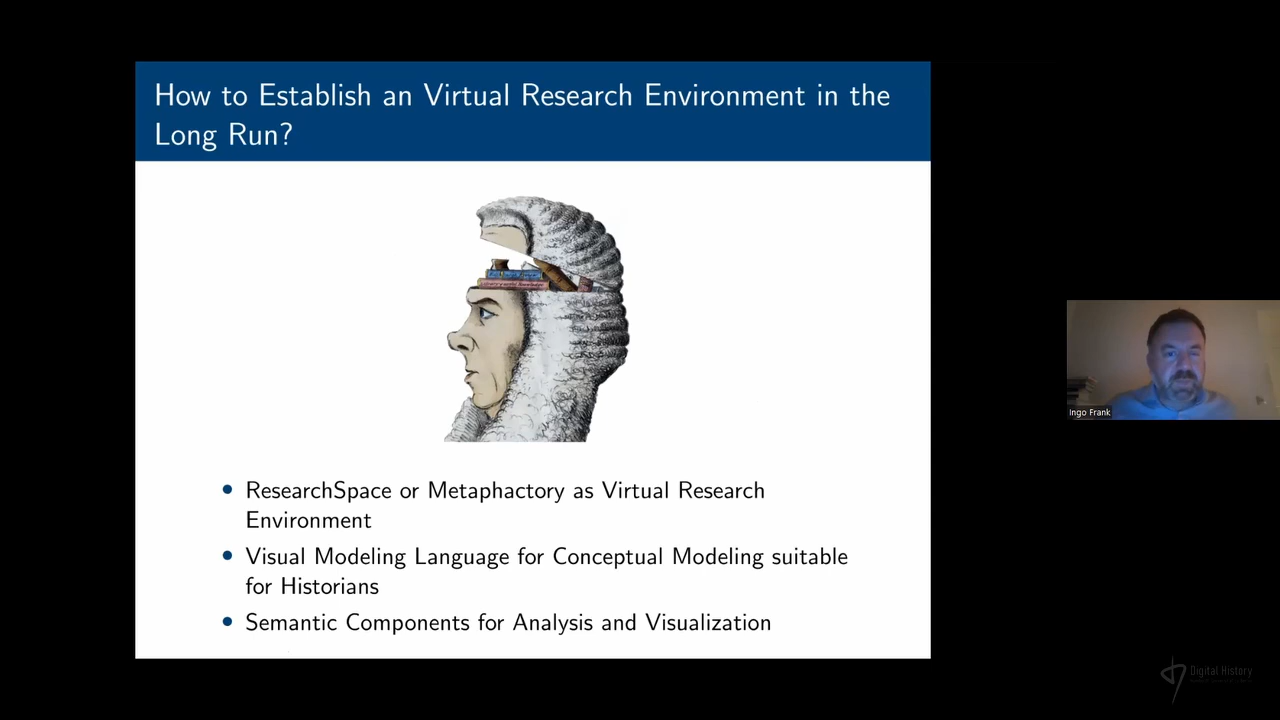 How to Establish an Virtual Research Environment in the
Long Run?
• ResearchSpace or Metaphactory as Virtual Research
Environment
• Visual Modeling Language for Conceptual Modeling suitable
for Historians
• Semantic Components for Analysis and Visualization
Ingo Frank
Digital History